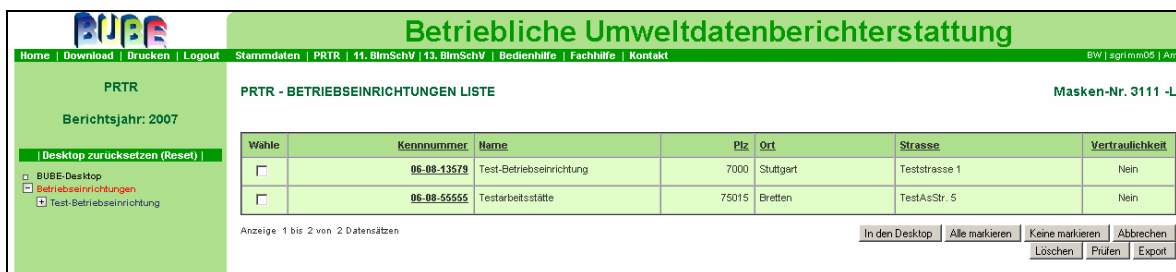 BUBE
Betriebliche Umweltdatenberichterstattung
Home | Download | Drucken | Logout
Stammdaten | PRTR | 11. BImSchV | 13. BImSchV | Bedienhilfe | Fachhilfe | Kontakt
BW | sgrimm05 | Am
PRTR
Berichtsjahr: 2007
| Desktop zurücksetzen (Reset) |
BUBE-Desktop
Betriebseinrichtungen
Test-Betriebseinrichtung
PRTR - BETRIEBSEINRICHTUNGEN LISTE
Masken-Nr. 3111 -L
Wähle Kennnummer Name Plz Ort Strasse Vertraulichkeit
06-08-13579 Test-Betriebseinrichtung 7000 Stuttgart Teststrasse 1 Nein
06-08-55555 Testarbeitsstätte 75015 Bretten TestAsStr. 5 Nein
Anzeige 1 bis 2 von 2 Datensätzen
In den Desktop Alle markieren Keine markieren Abbrechen
Löschen Prüfen Export